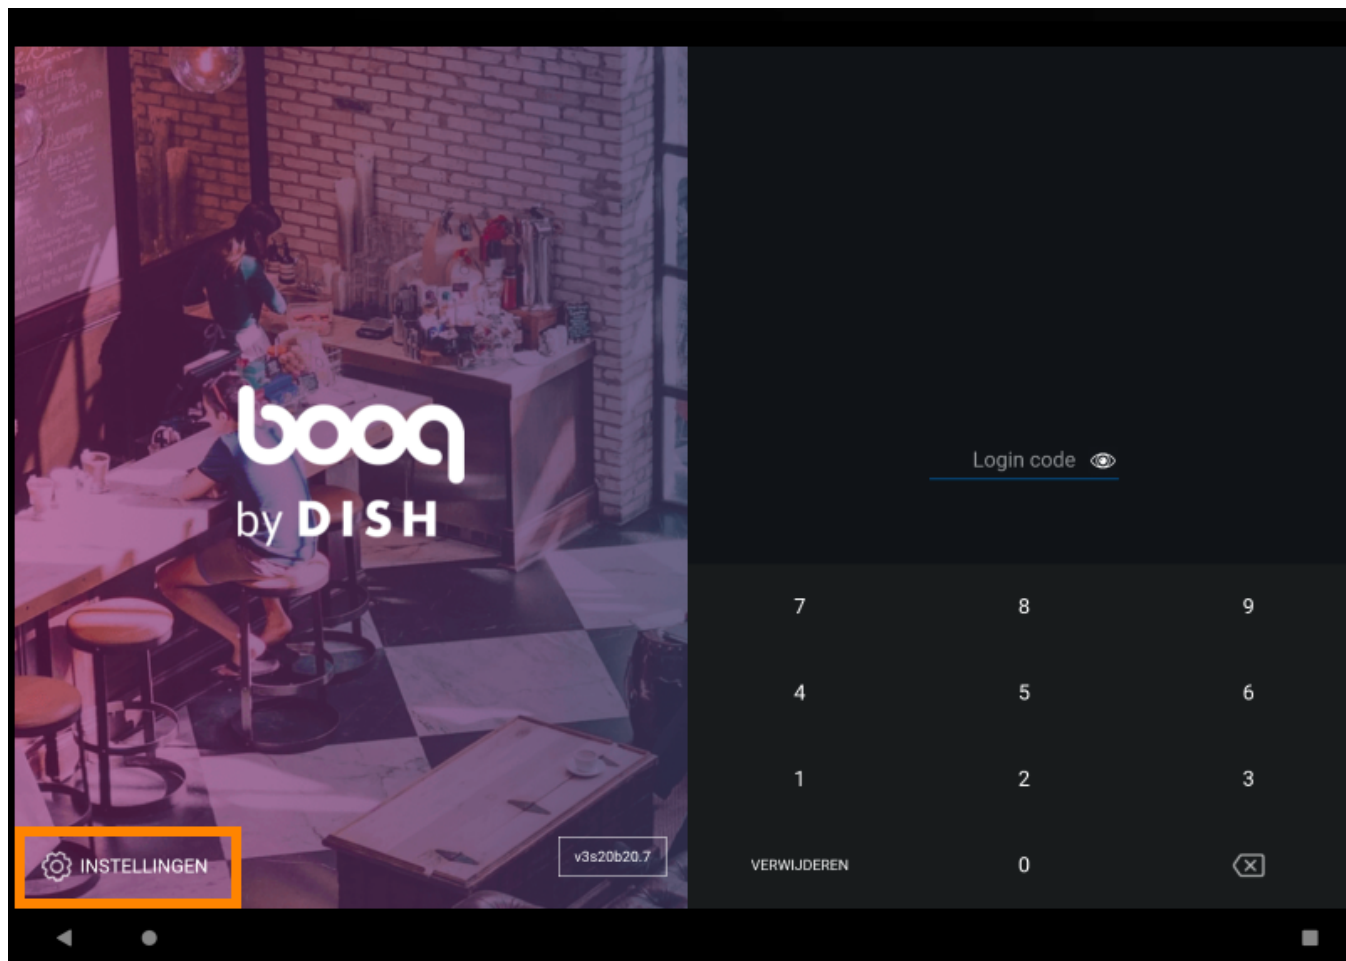 booq
by DISH
INSTELLINGEN
v3s20b20.7
Login code
7 8 9
4 5 6
1 2 3
VERWIJDEREN 0